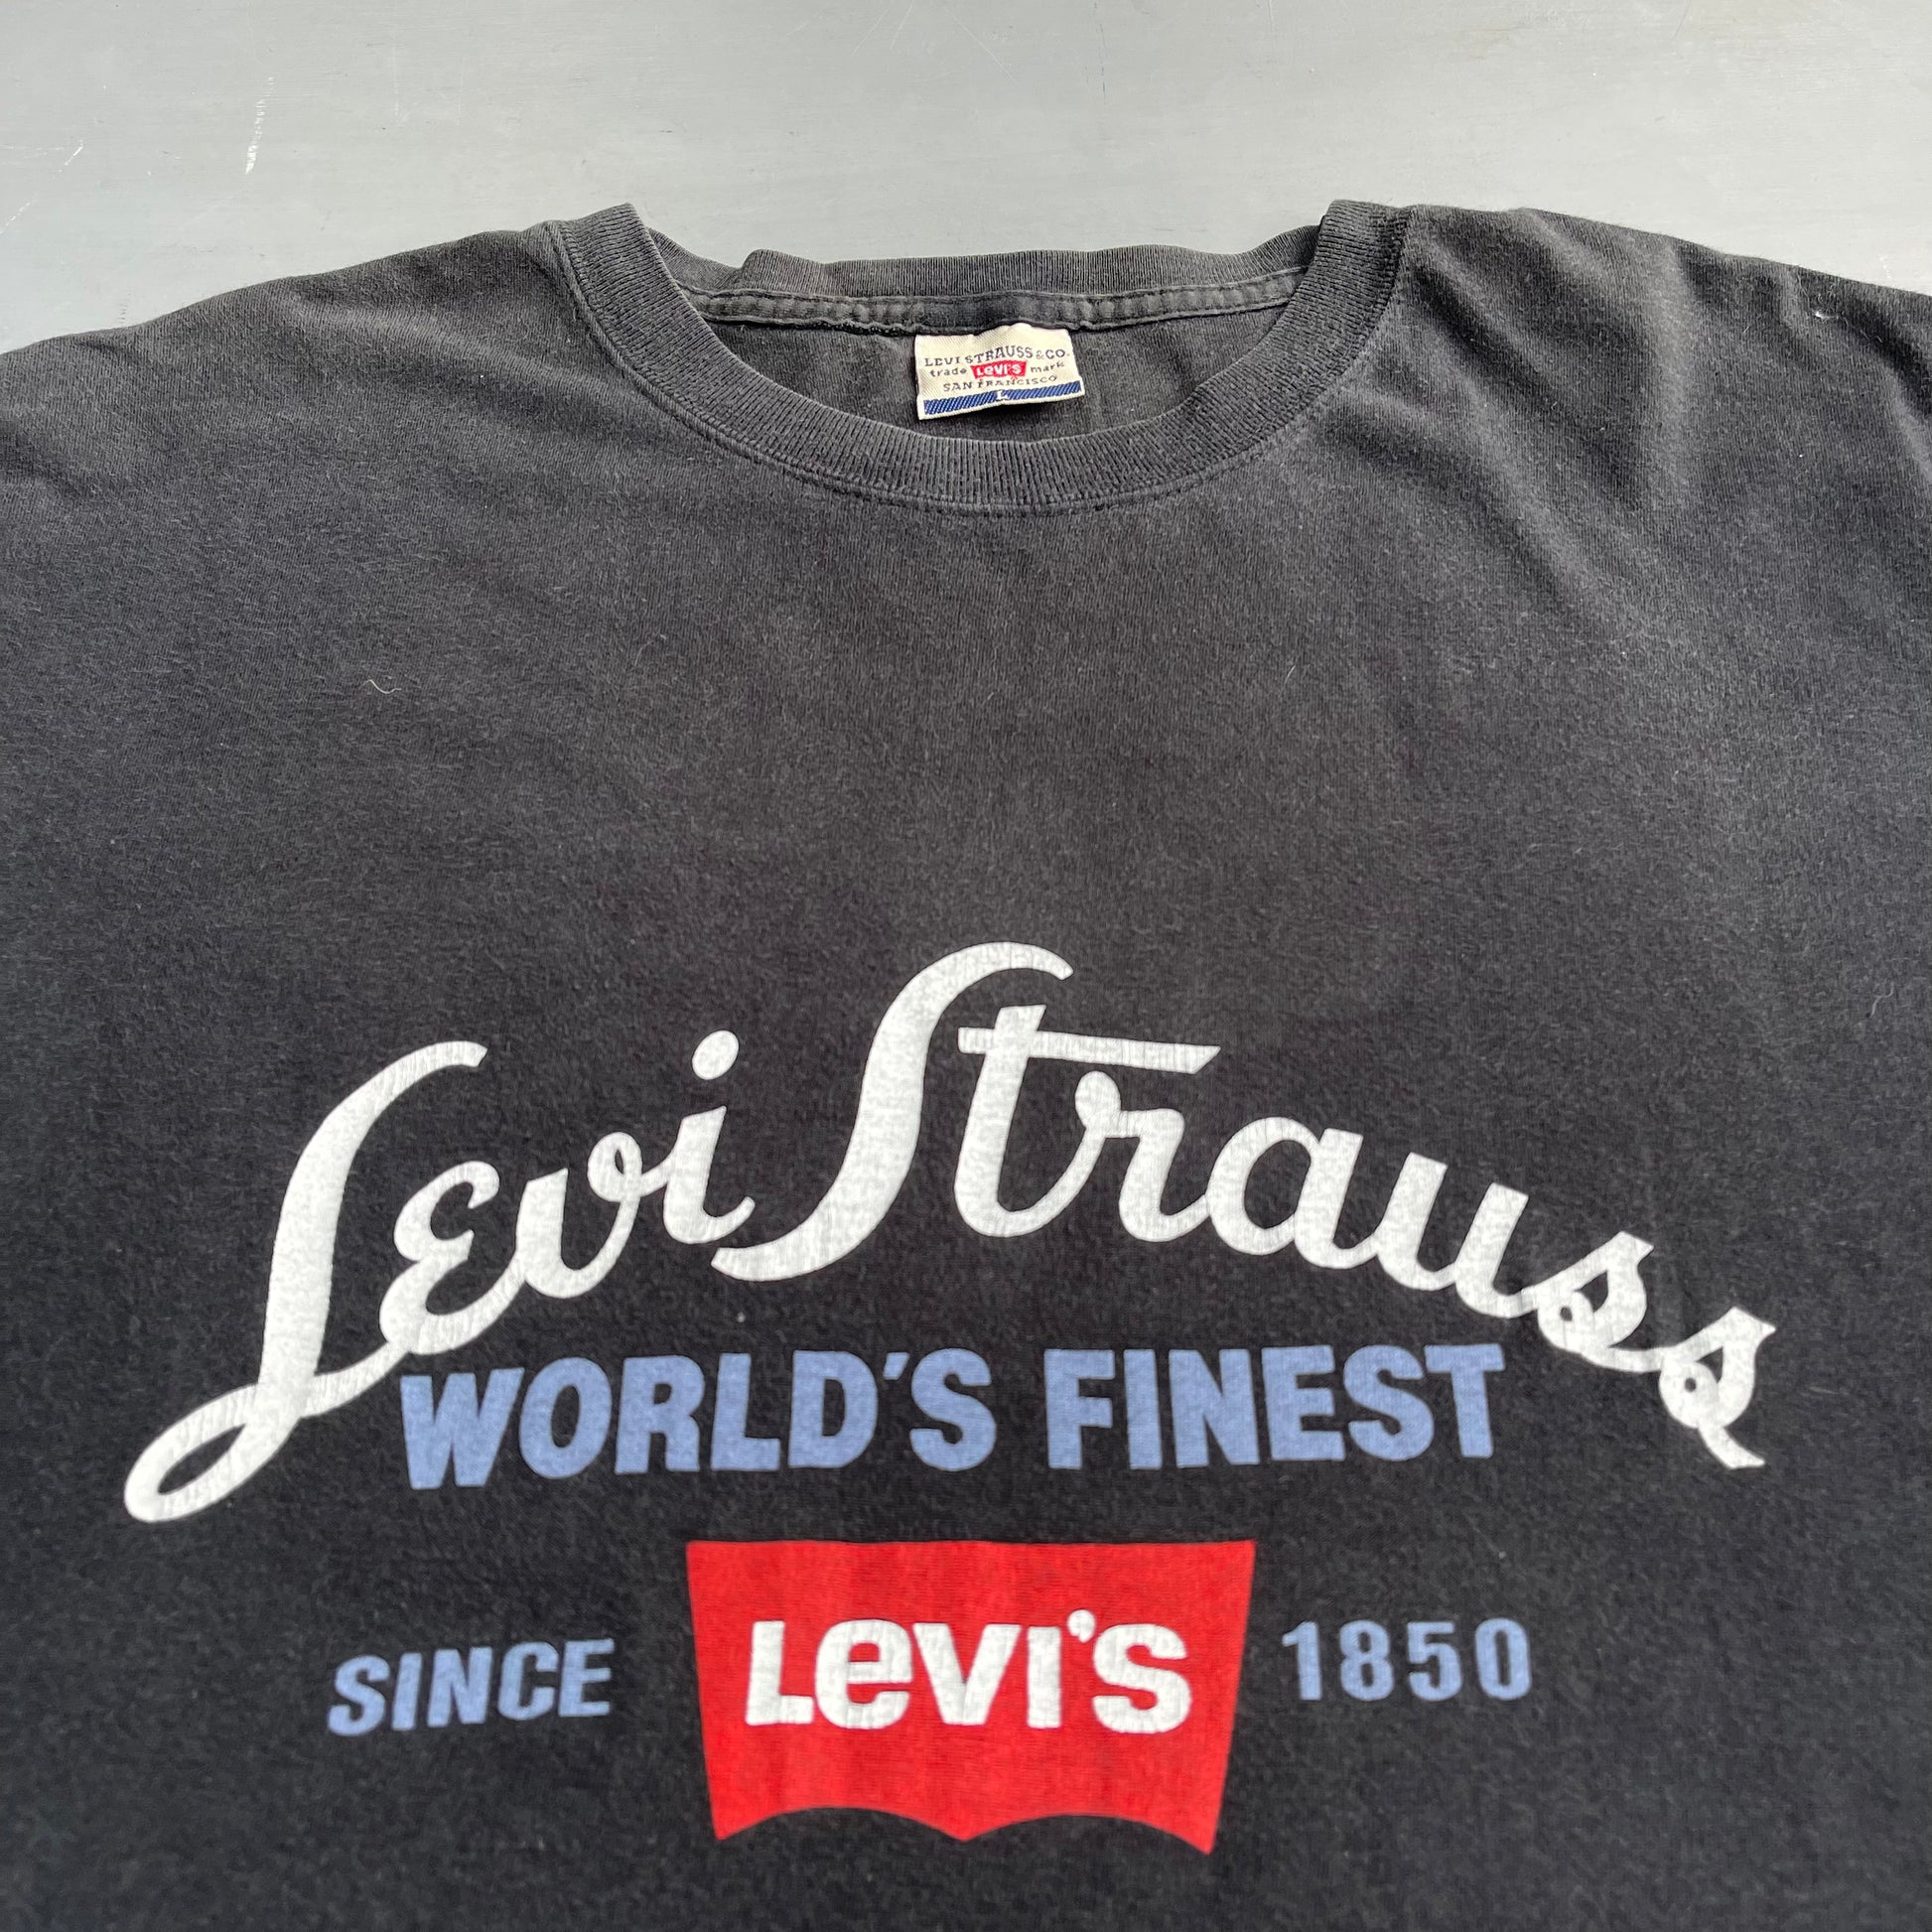 LEVI STRAUSS & CO.
trade LEVI'S mark
SAN FRANCISCO
L
Levi Strauss
WORLD'S FINEST
SINCE LEVI'S 1850